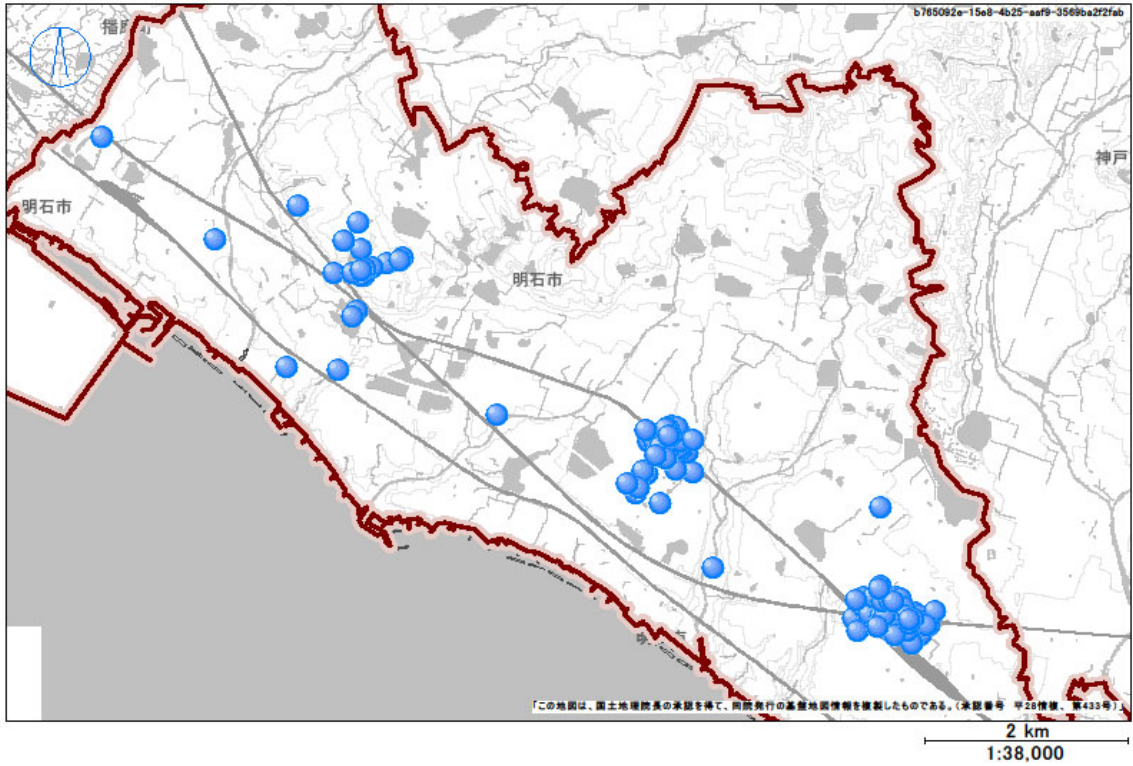 b765092e-15e8-4b25-aaf9-3569ba2f2fab
明石市
明石市
神戸
「この地図は、国土地理院長の承認を得て、同院発行の基盤地図情報を複製したものである。(承認番号 平28情複、第433号)」
2 km
1:38,000